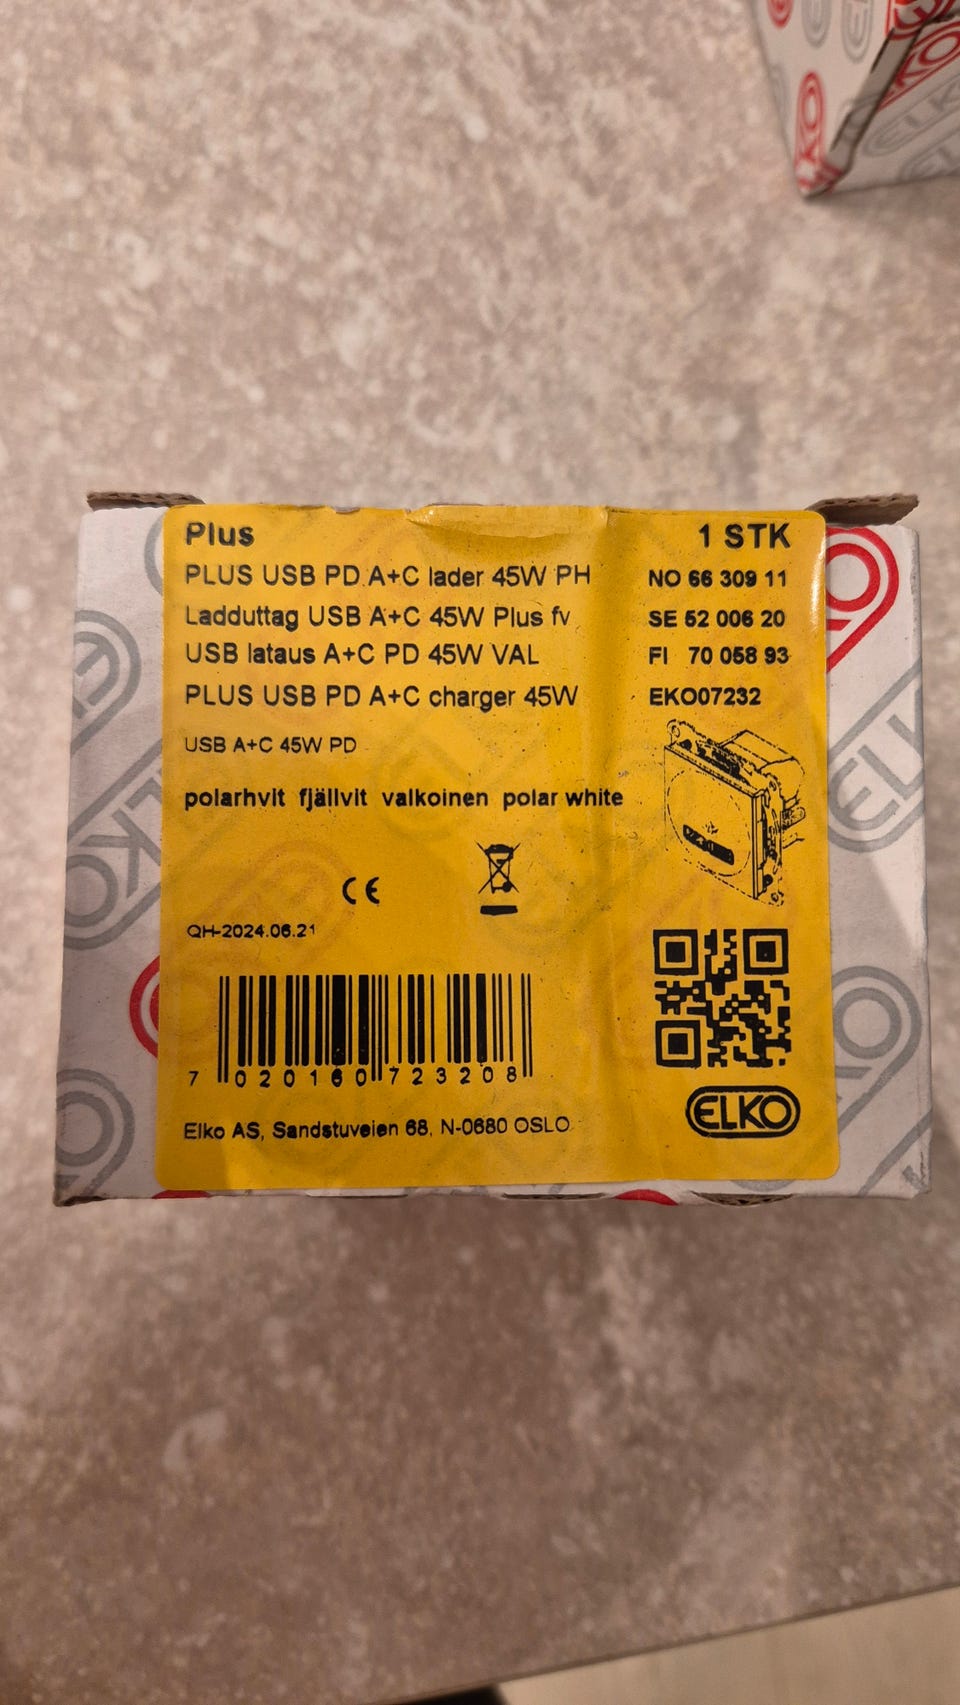 Plus 1 STK
PLUS USB PD A+C lader 45W PH NO 66 309 11
Ladduttag USB A+C 45W Plus fv SE 52 006 20
USB lataus A+C PD 45W VAL FI 70 058 93
PLUS USB PD A+C charger 45W EKO07232
USB A+C 45W PD
polarhvit fjällvit valkoinen polar white
CE
QH-2024.06.21
7 020160 723208
Elko AS, Sandstuveien 68, N-0680 OSLO
ELKO